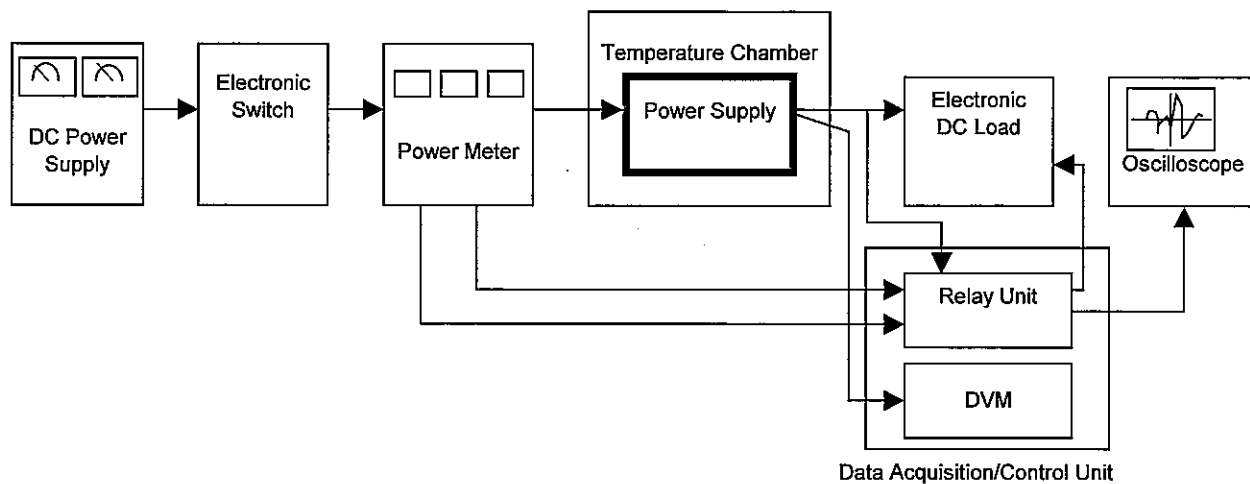 DC Power
Supply
Electronic
Switch
Power Meter
Temperature Chamber
Power Supply
Electronic
DC Load
Oscilloscope
Relay Unit
DVM
Data Acquisition/Control Unit